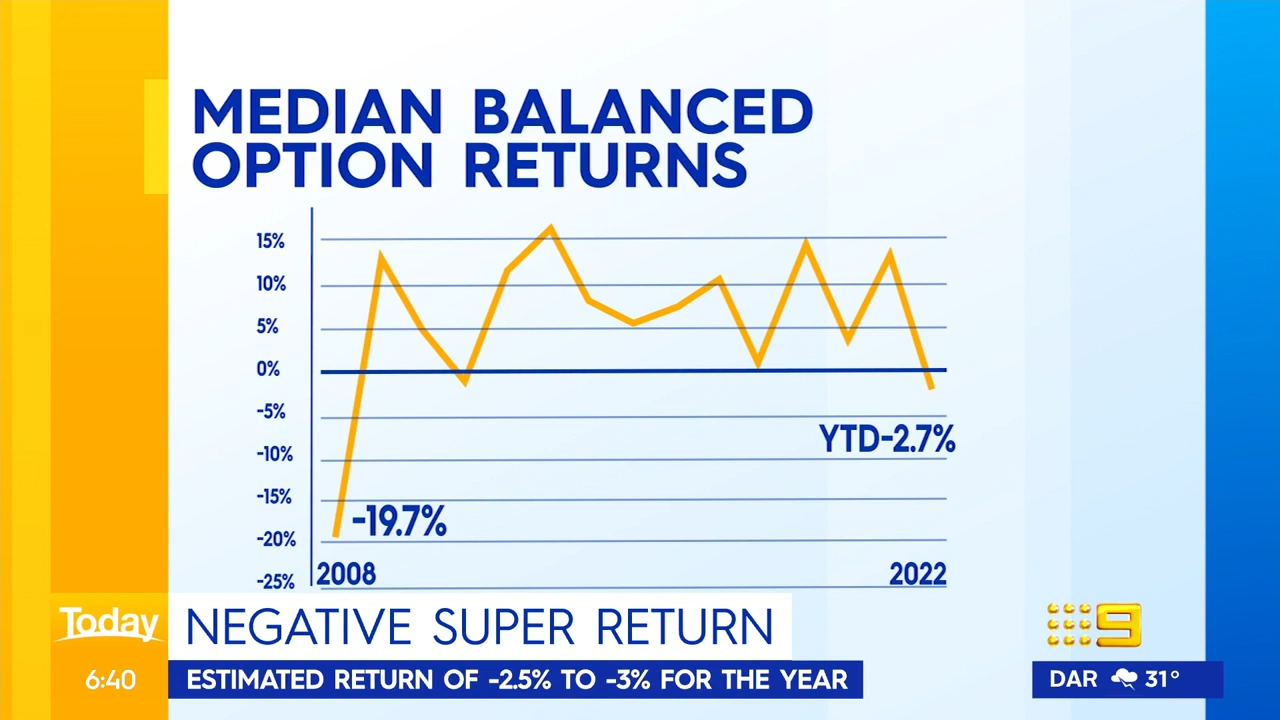 MEDIAN BALANCED
OPTION RETURNS
15%
10%
5%
0%
-5%
-10%
-15%
-20%
-25%
YTD-2.7%
-19.7%
2008
2022
Today
NEGATIVE SUPER RETURN
9
6:40
ESTIMATED RETURN OF -2.5% TO -3% FOR THE YEAR
DAR 31°